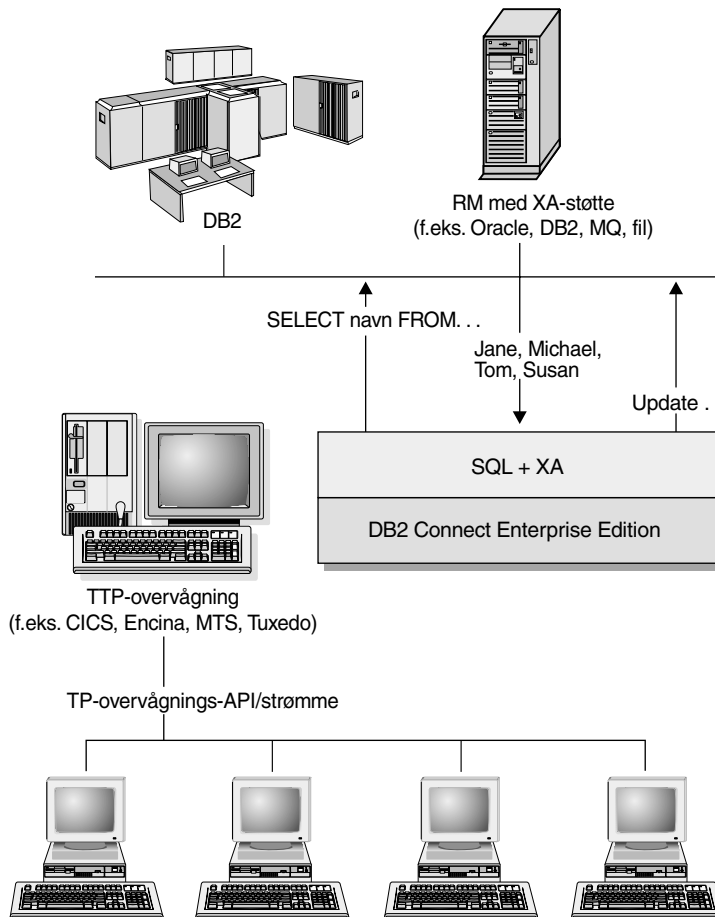 DB2
RM med XA-støtte
(f.eks. Oracle, DB2, MQ, fil)
SELECT navn FROM. . .
Jane, Michael,
Tom, Susan
Update .
SQL + XA
DB2 Connect Enterprise Edition
TTP-overvågning
(f.eks. CICS, Encina, MTS, Tuxedo)
TP-overvågnings-API/strømme